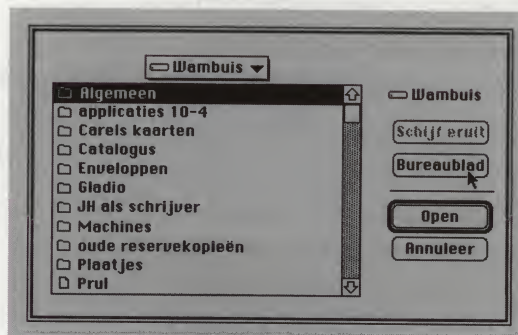 Wambuis
Algemeen
applicaties 10-4
Carels kaarten
Catalogus
Enveloppen
Gladio
JH als schrijver
Machines
oude reservekopieën
Plaatjes
Prul
Wambuis
Schijf eruit
Bureaublad
Open
Annuleer